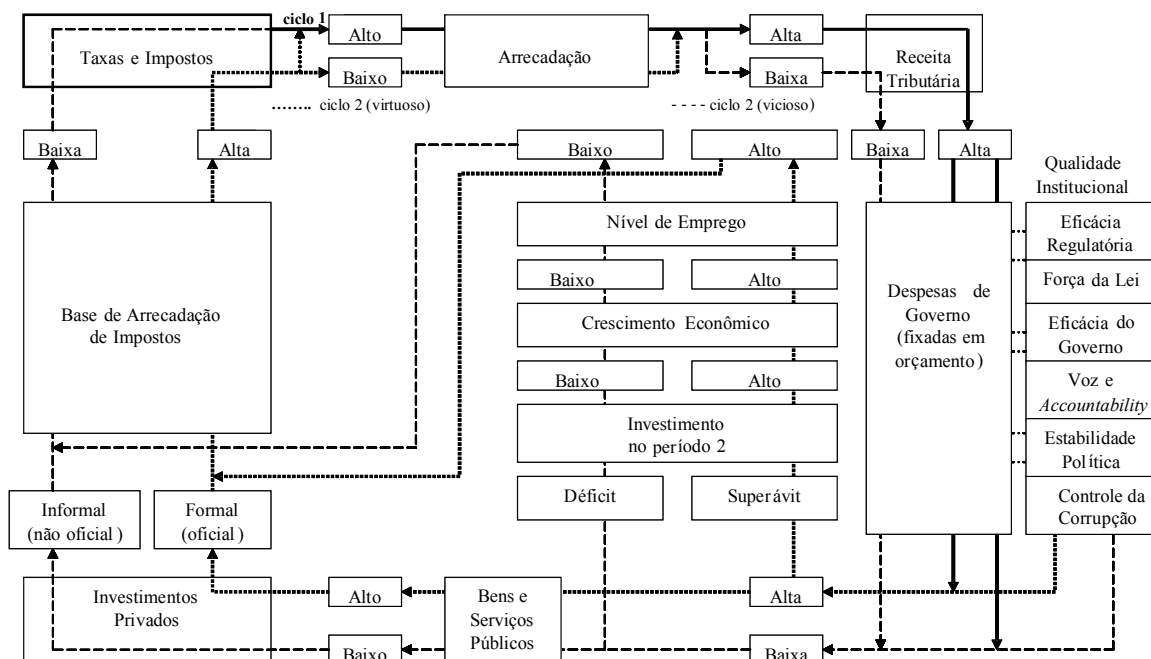 ciclo 1
Taxas e Impostos
Alto
Baixo
Arrecadação
Alta
Baixa
Receita
Tributária
ciclo 2 (virtuoso)
ciclo 2 (vicioso)
Baixa
Alta
Baixo
Alto
Baixa
Alta
Qualidade
Institucional
Base de Arrecadação
de Impostos
Nível de Emprego
Baixo
Alto
Crescimento Econômico
Baixo
Alto
Investimento
no período 2
Déficit
Superávit
Despesas de
Governo
(fixadas em
orçamento)
Eficácia
Regulatória
Força da Lei
Eficácia do
Governo
Voz e
Accountability
Estabilidade
Política
Controle da
Corrupção
Informal
(não oficial)
Formal
(oficial)
Investimentos
Privados
Alto
Baixo
Bens e
Serviços
Públicos
Alta
Baixa